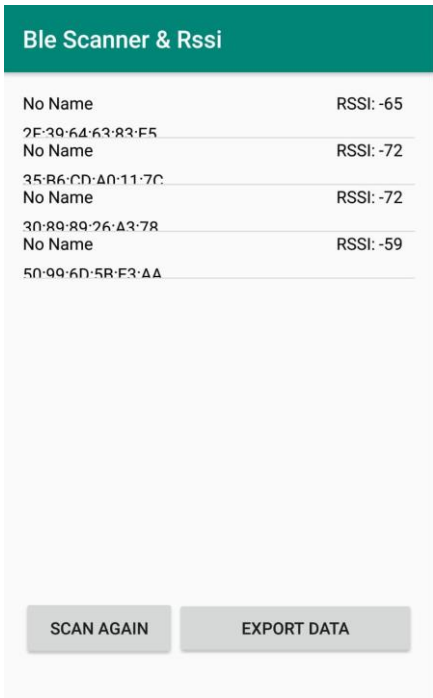 Ble Scanner & Rssi
No Name RSSI: -65
2F:39:64:63:83:F5
No Name RSSI: -72
35:B6:CD:A0:11:7C
No Name RSSI: -72
30:89:89:26:A3:78
No Name RSSI: -59
50:99:6D:5B:F3:AA
SCAN AGAIN EXPORT DATA